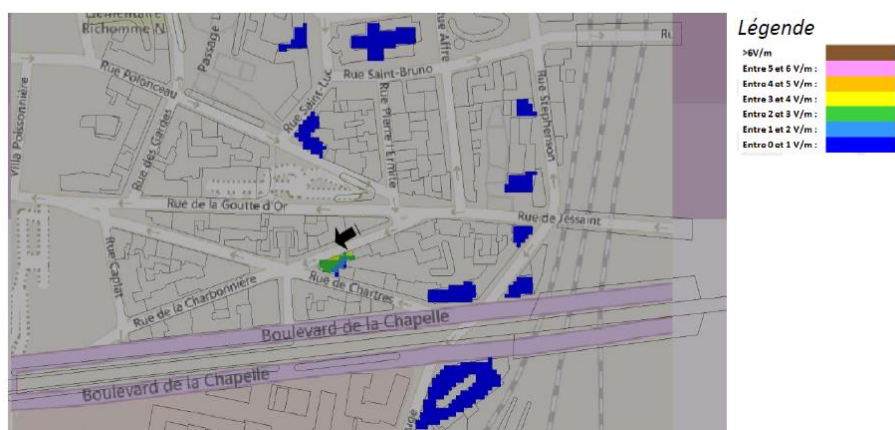 Élémentaire
Richomme N
Passage L
Rue Affre
Ru
Rue Polonceau
Rue Saint-Luc
Rue Saint-Bruno
Rue Stephenson
Villa Poissonnière
Rue des Gardes
Rue Pierre l'Ermite
Rue de la Goutte d'Or
Rue de Jessaint
Rue Caplat
Rue de la Charbonnière
Rue de Chartres
Boulevard de la Chapelle
Boulevard de la Chapelle
uge
Légende
>6V/m
Entre 5 et 6 V/m :
Entre 4 et 5 V/m :
Entre 3 et 4 V/m :
Entre 2 et 3 V/m :
Entre 1 et 2 V/m :
Entre 0 et 1 V/m :